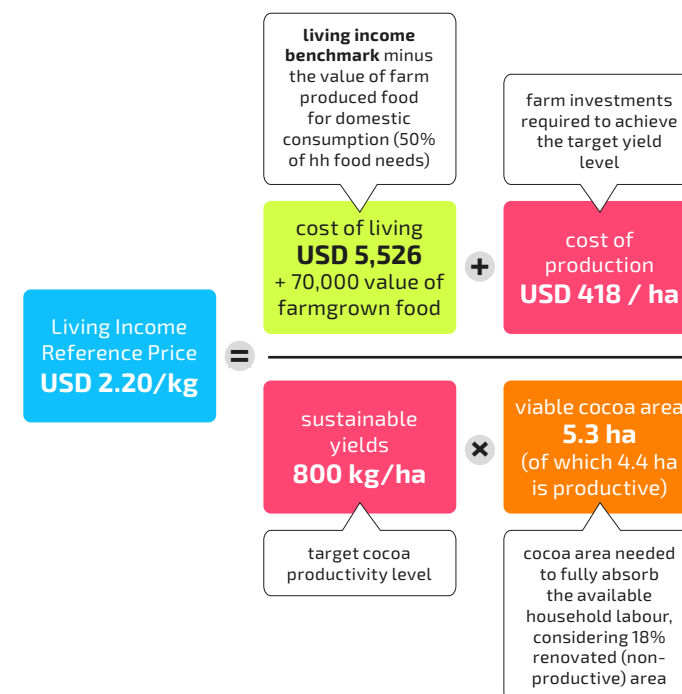 living income
benchmark minus
the value of farm
produced food
for domestic
consumption (50%
of hh food needs)
farm investments
required to achieve
the target yield
level
cost of living
USD 5,526
+ 70,000 value of
farmgrown food
+
cost of
production
USD 418 / ha
Living Income
Reference Price
USD 2.20/kg
=
sustainable
yields
800 kg/ha
×
viable cocoa area
5.3 ha
(of which 4.4 ha
is productive)
target cocoa
productivity level
cocoa area needed
to fully absorb
the available
household labour,
considering 18%
renovated (non-
productive) area